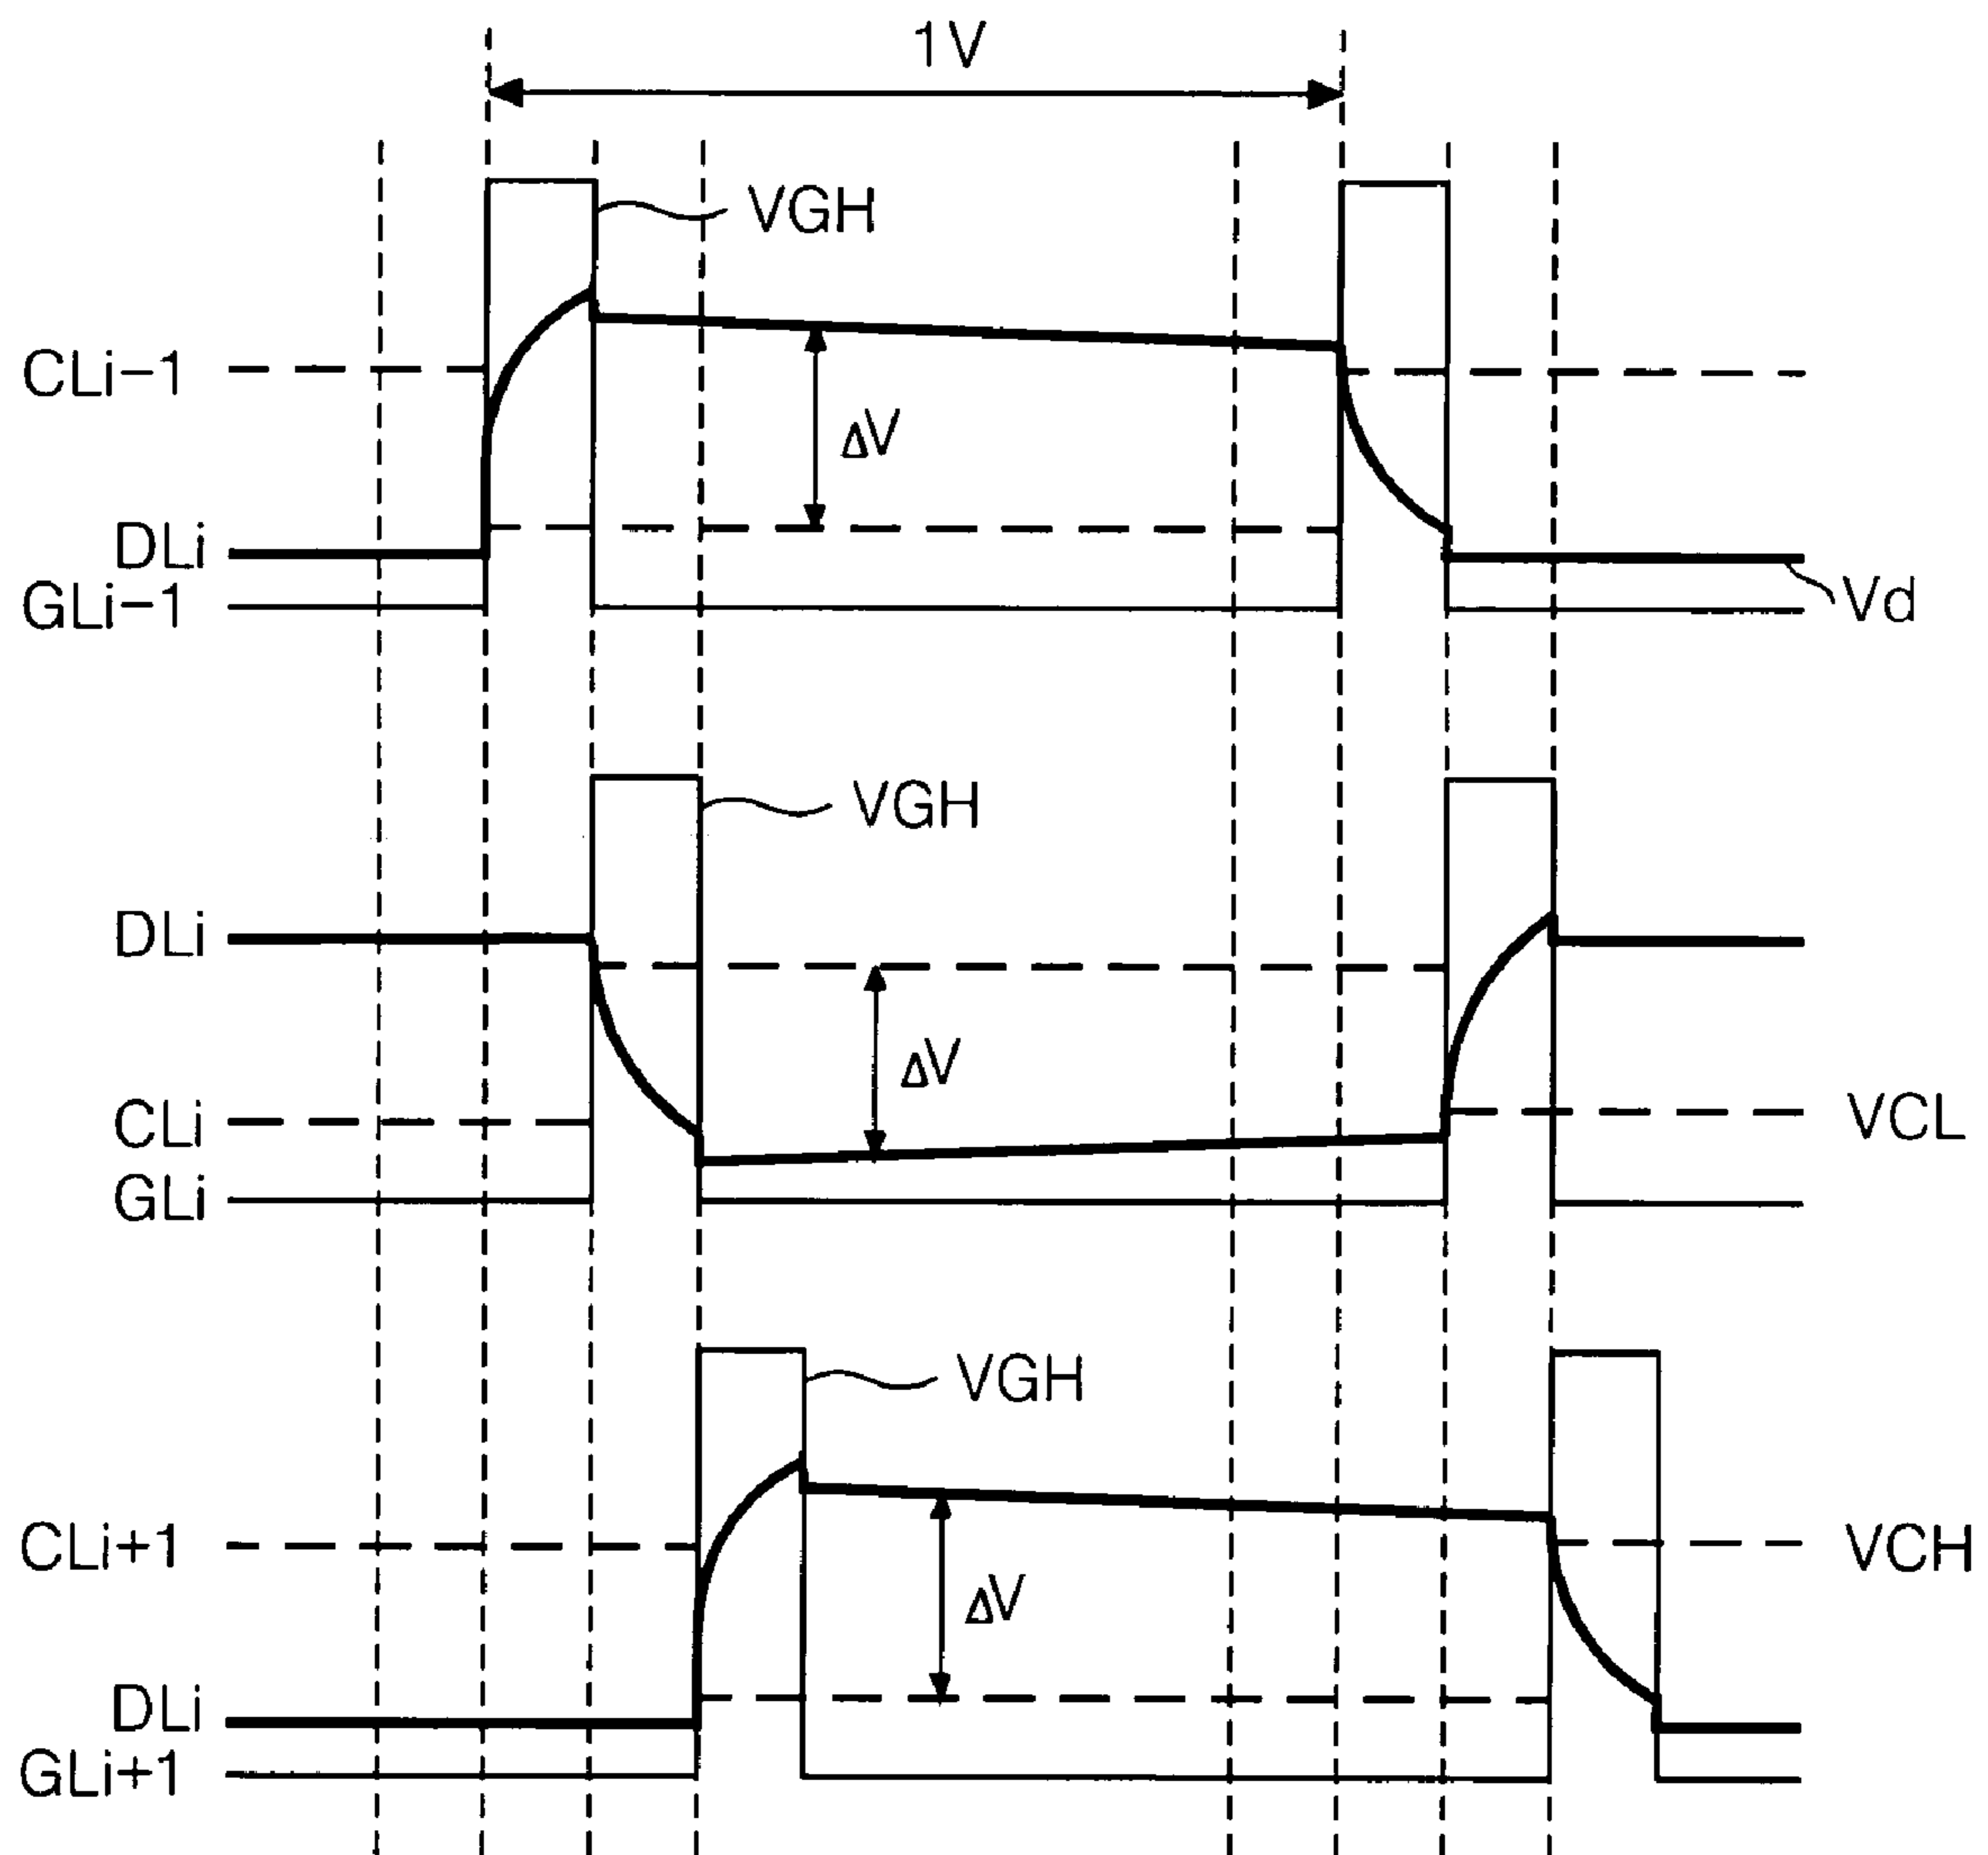 1V
VGH
CLi-1
ΔV
DLi
GLi-1
Vd
VGH
DLi
ΔV
CLi
VCL
GLi
VGH
CLi+1
VCH
ΔV
DLi
GLi+1